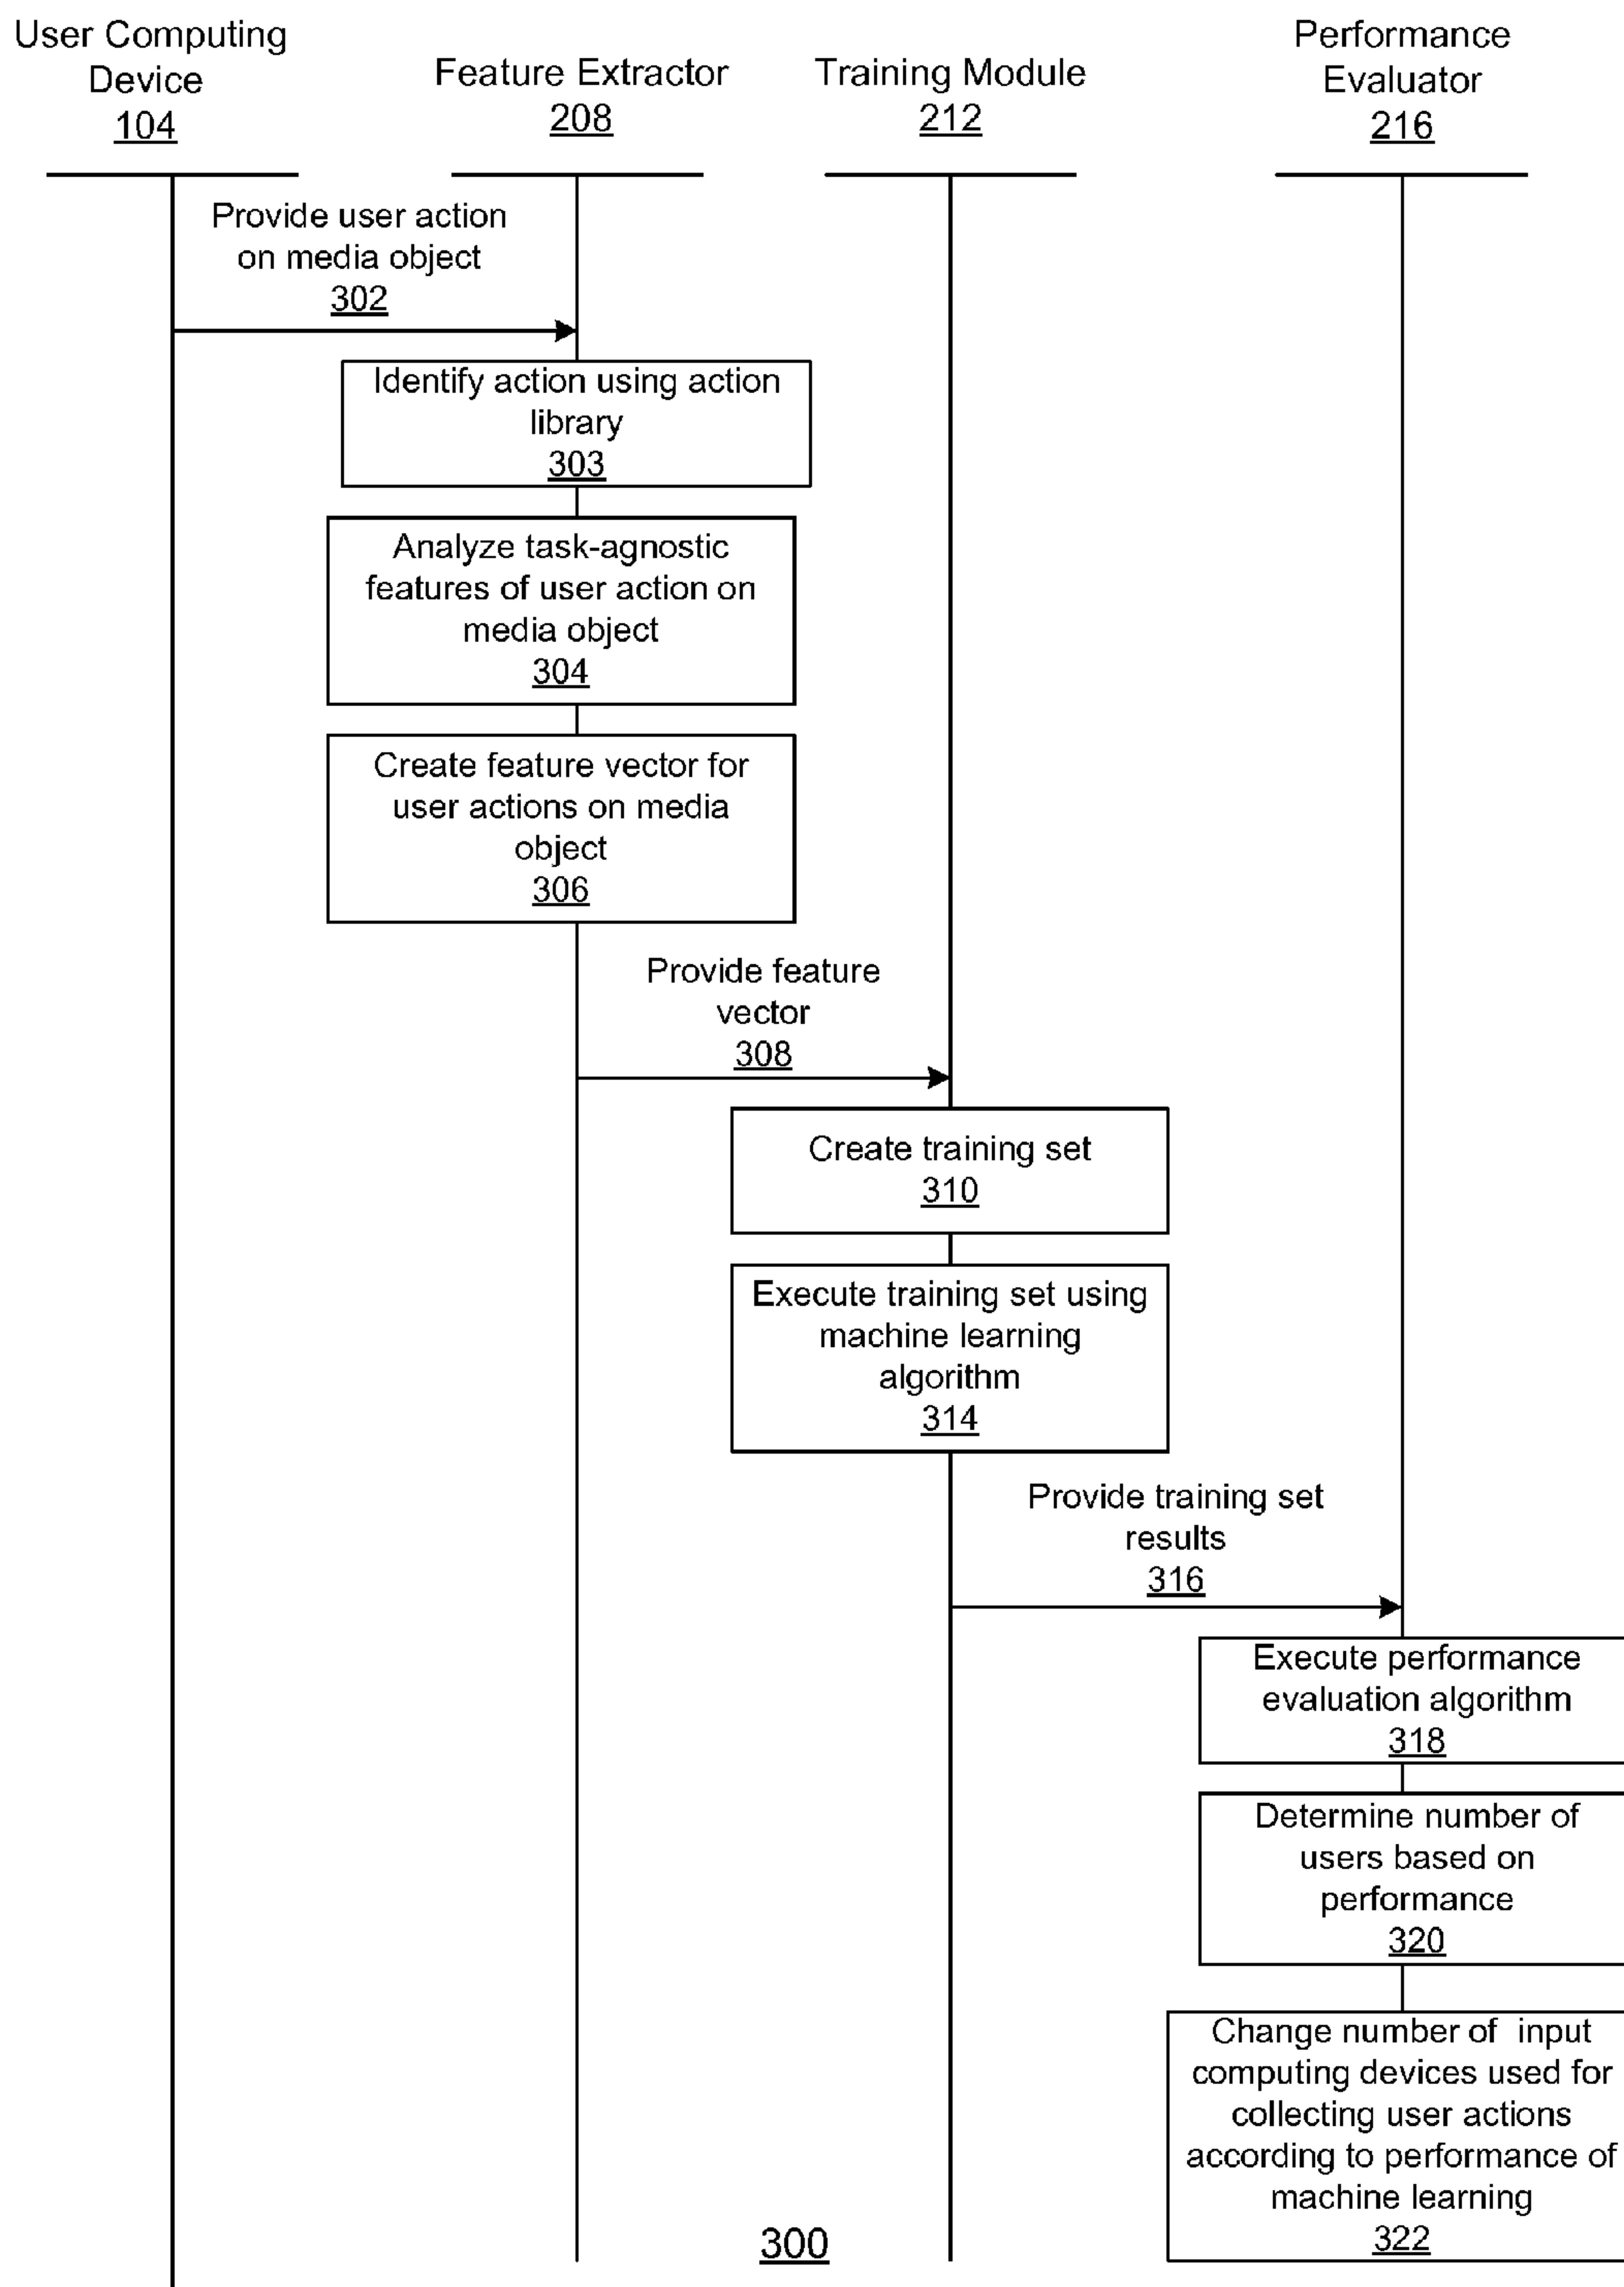 User Computing
Device
104
Feature Extractor
208
Training Module
212
Performance
Evaluator
216
Provide user action
on media object
302
Identify action using action
library
303
Analyze task-agnostic
features of user action on
media object
304
Create feature vector for
user actions on media
object
306
Provide feature
vector
308
Create training set
310
Execute training set using
machine learning
algorithm
314
Provide training set
results
316
Execute performance
evaluation algorithm
318
Determine number of
users based on
performance
320
Change number of input
computing devices used for
collecting user actions
according to performance of
machine learning
322
300